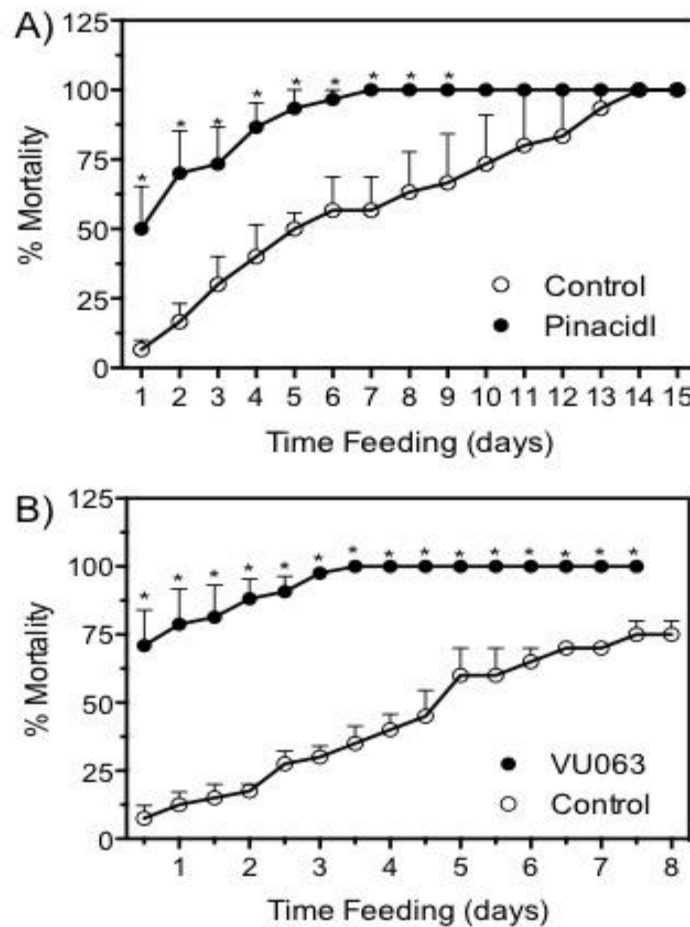 A)
125
100
75
50
25
0
% Mortality
* * * * * * * * *
Control
Pinacidl
1 2 3 4 5 6 7 8 9 10 11 12 13 14 15
Time Feeding (days)
B)
125
100
75
50
25
0
% Mortality
* * * * * * * * * * * * * * *
VU063
Control
1 2 3 4 5 6 7 8
Time Feeding (days)